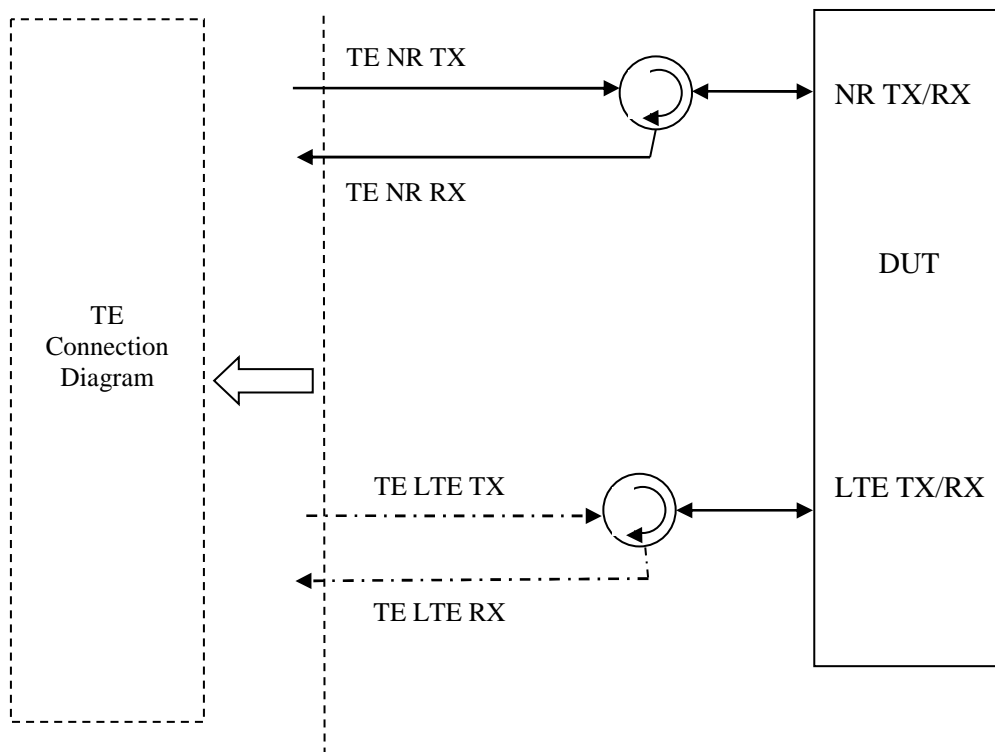 TE NR TX
NR TX/RX
TE NR RX
DUT
TE
Connection
Diagram
TE LTE TX
LTE TX/RX
TE LTE RX